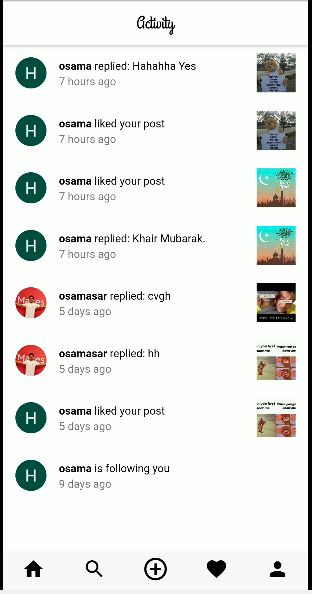 Activity
H
osama replied: Hahahha Yes
7 hours ago
H
osama liked your post
7 hours ago
H
osama liked your post
7 hours ago
H
osama replied: Khair Mubarak.
7 hours ago
osamasar replied: cvgh
5 days ago
osamasar replied: hh
5 days ago
H
osama liked your post
5 days ago
H
osama is following you
9 days ago